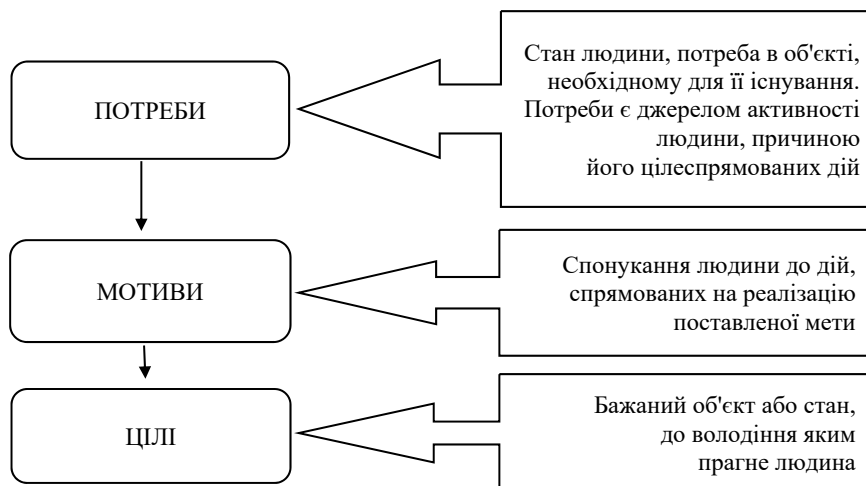 ПОТРЕБИ
Стан людини, потреба в об'єкті,
необхідному для її існування.
Потреби є джерелом активності
людини, причиною
його цілеспрямованих дій
МОТИВИ
Спонукання людини до дій,
спрямованих на реалізацію
поставленої мети
ЦІЛІ
Бажаний об'єкт або стан,
до володіння яким
прагне людина